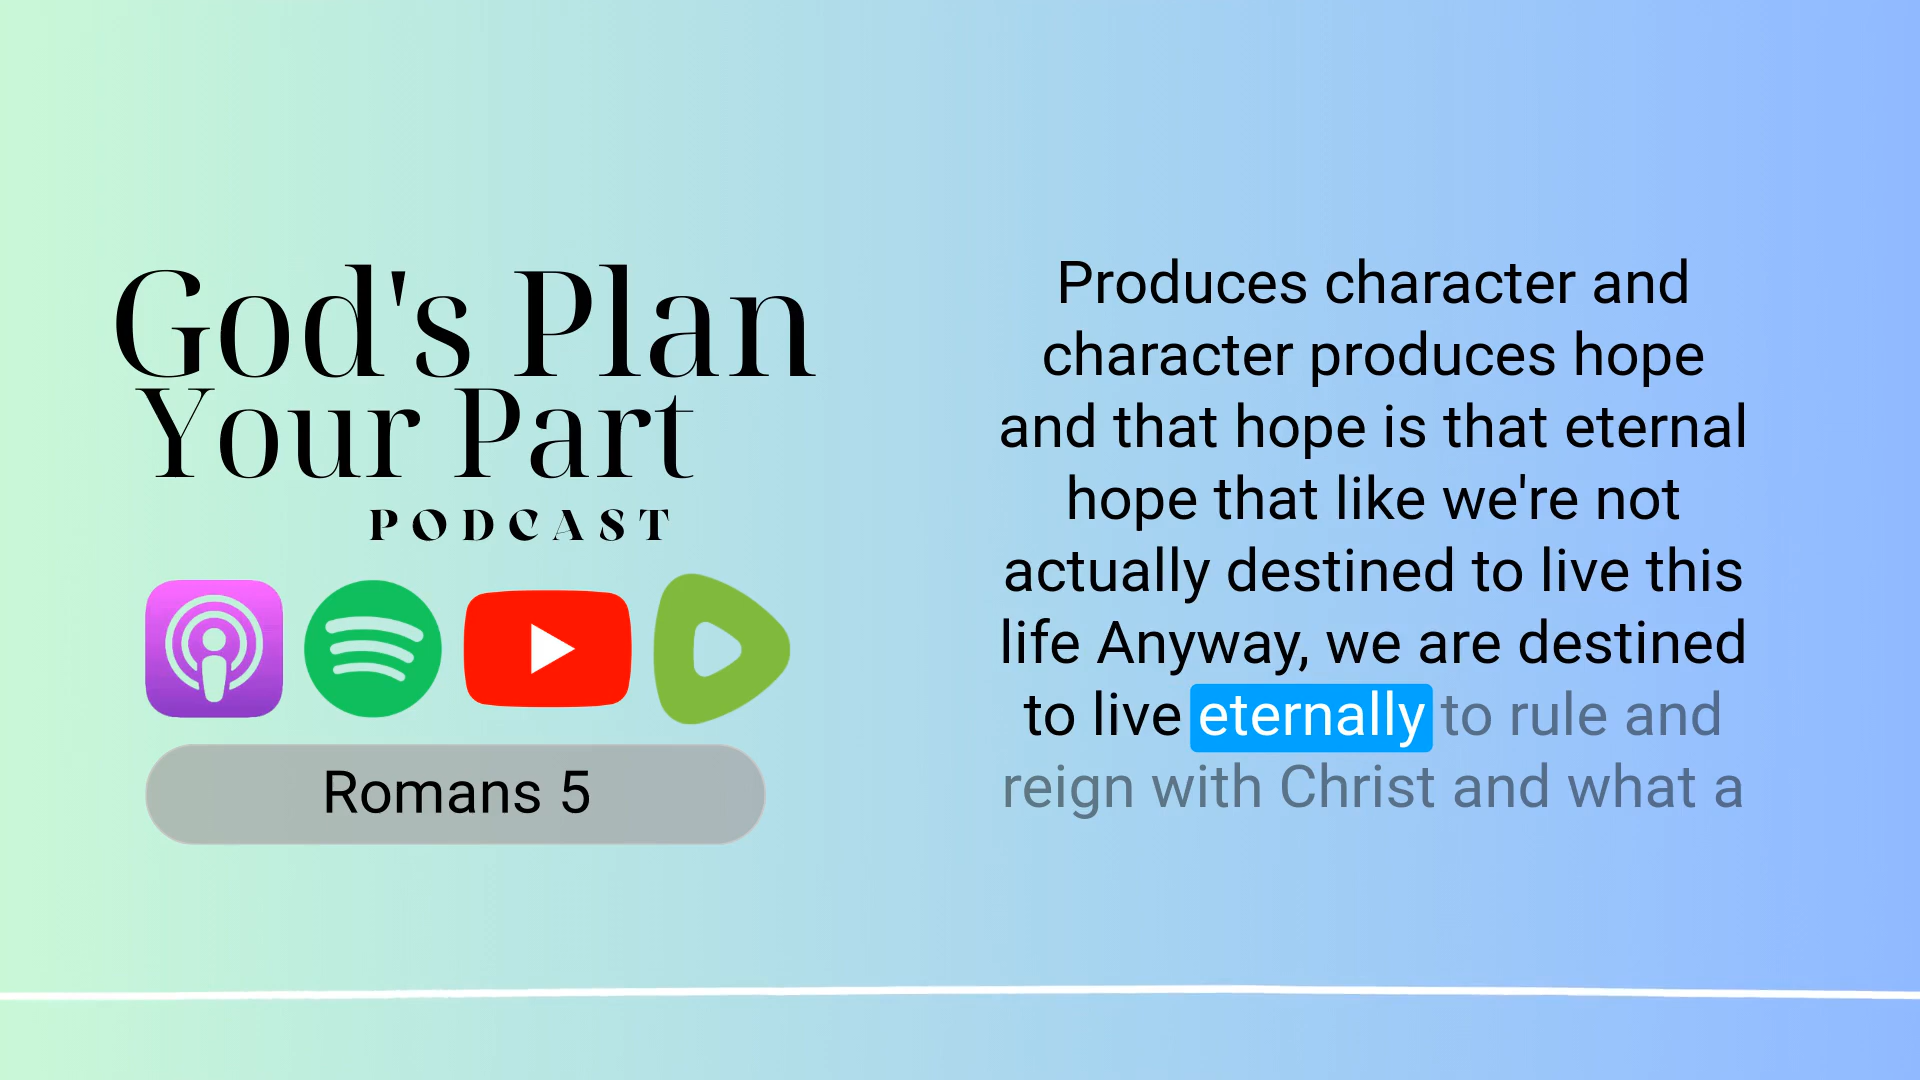 God's Plan
Your Part
PODCAST
Romans 5
Produces character and
character produces hope
and that hope is that eternal
hope that like we're not
actually destined to live this
life Anyway, we are destined
to live eternally to rule and
reign with Christ and what a